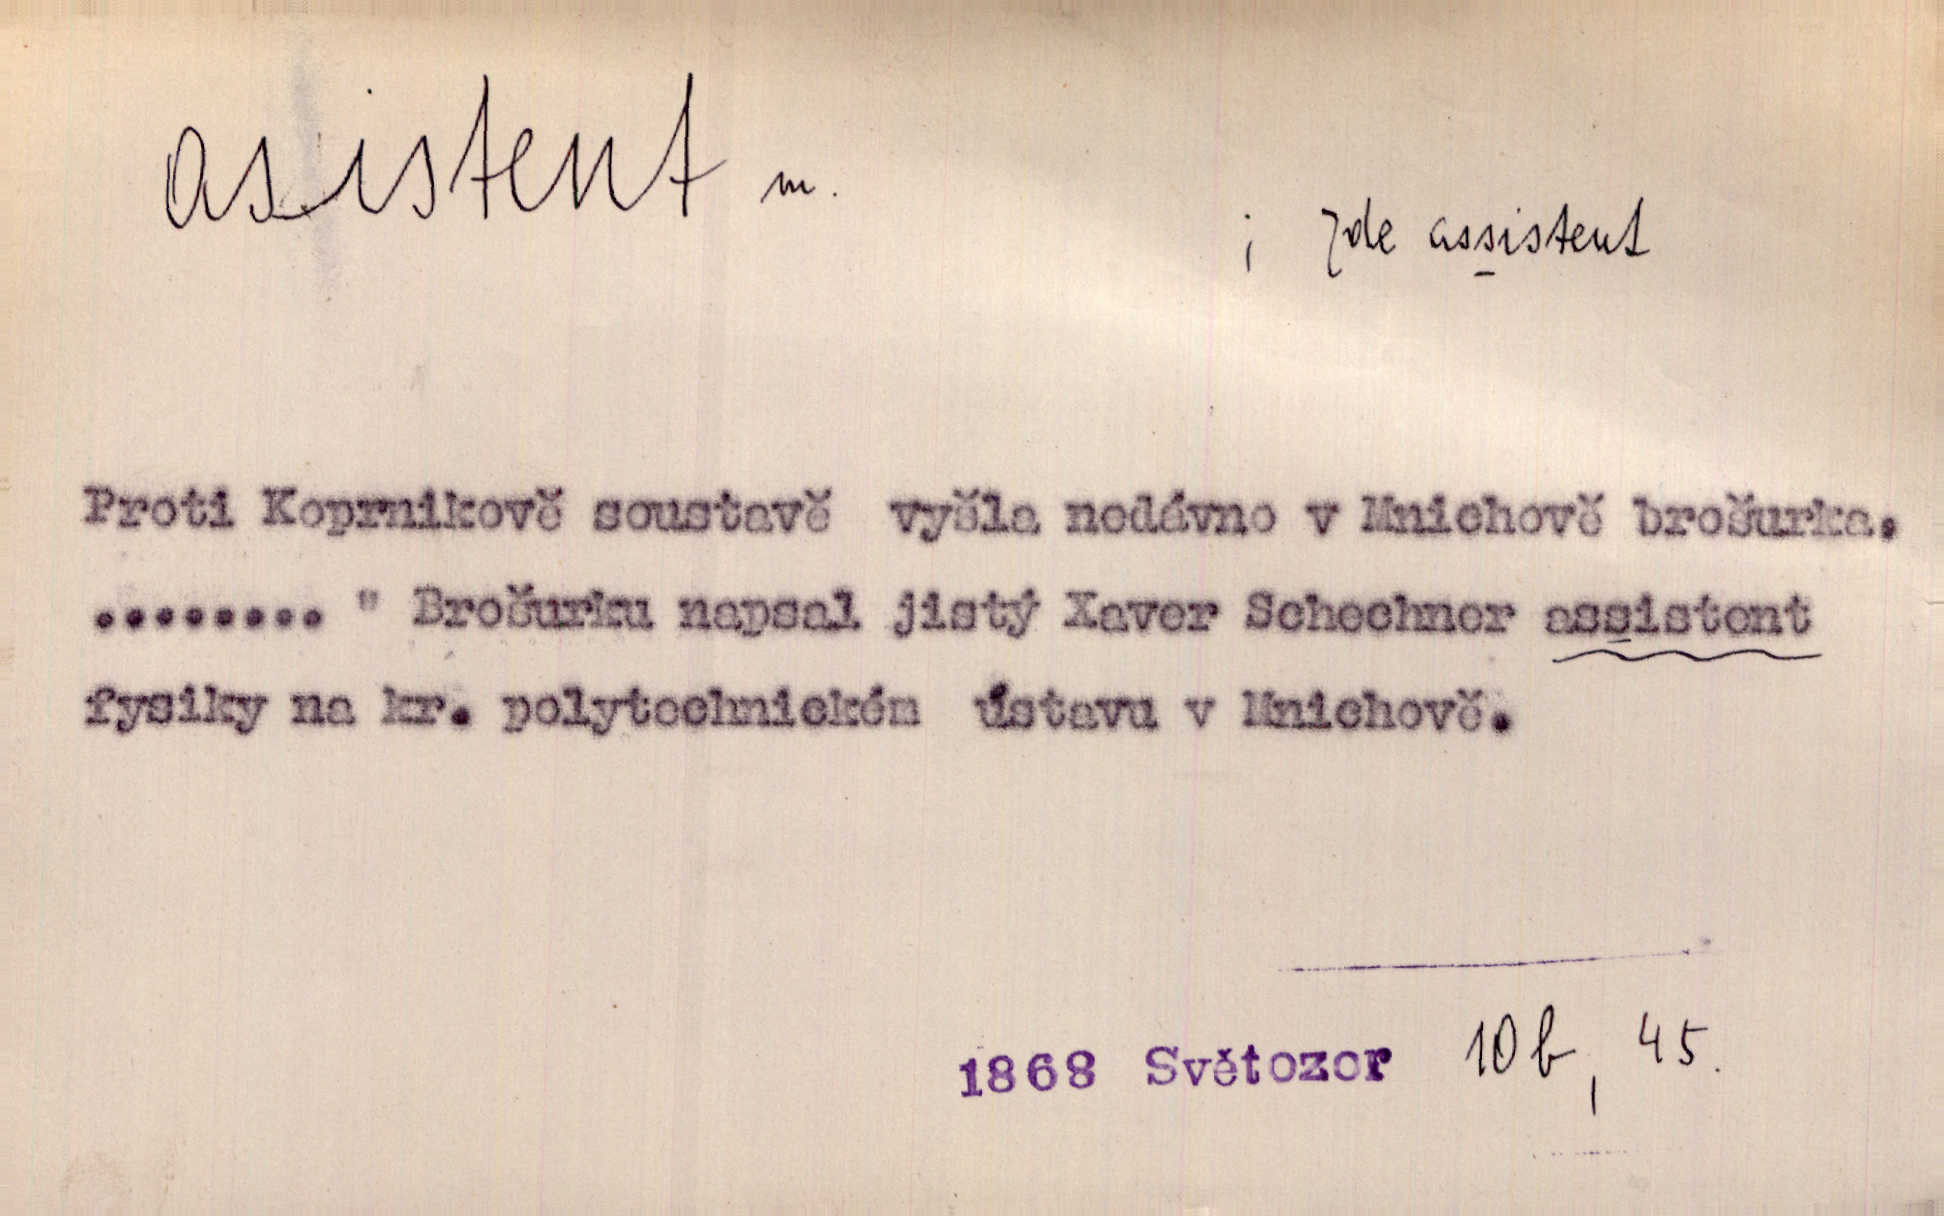 asistent m.
; zde assistent
Proti Koprnikově soustavě vyšla nedávno v Mnichově brošurka.
........ " Brošurku napsal jistý Xaver Schechner assistent
fysiky na kr. polytechnickém ústavu v Mnichově.
1868 Světozor 10b, 45.